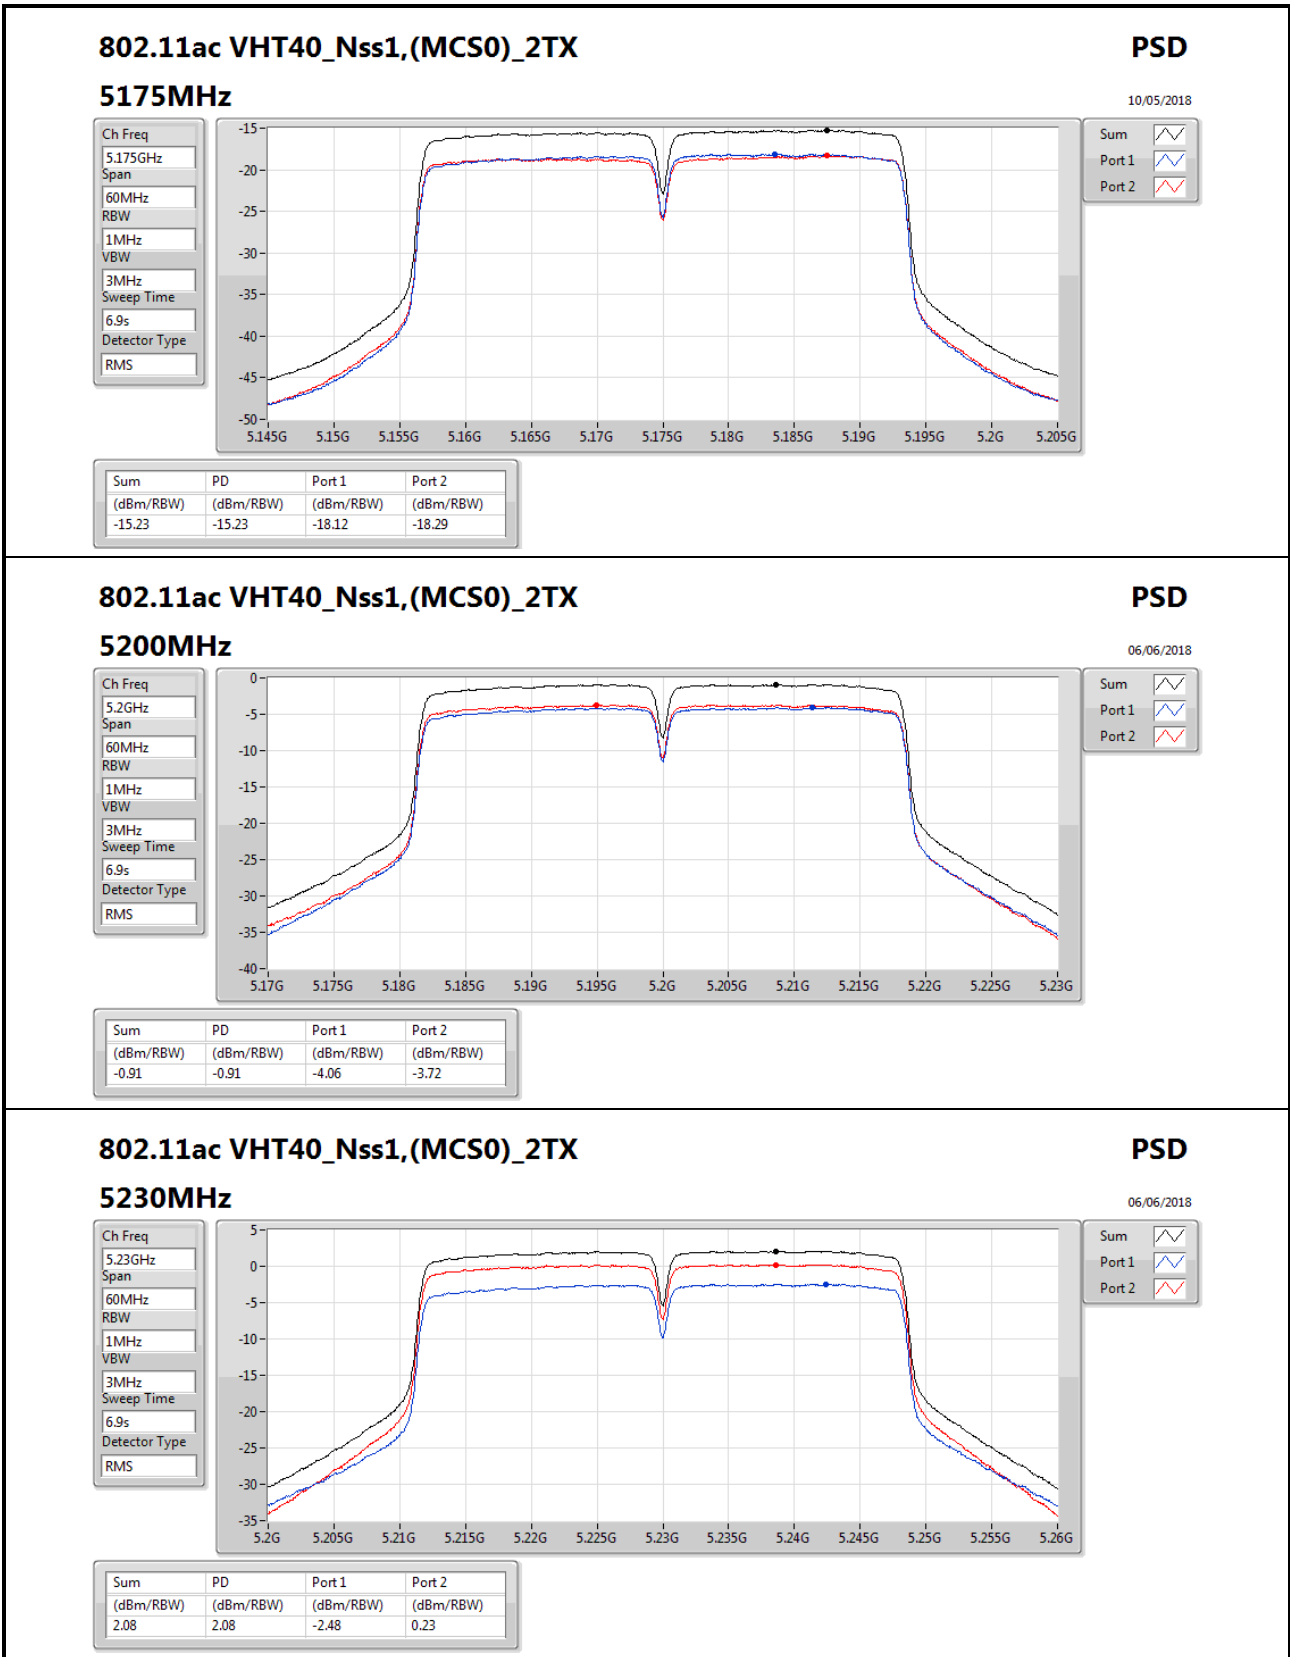 802.11ac VHT40_Nss1,(MCS0)_2TX PSD
5175MHz 10/05/2018
Ch Freq
5.175GHz
Span
60MHz
RBW
1MHz
VBW
3MHz
Sweep Time
6.9s
Detector Type
RMS
-15
-20
-25
-30
-35
-40
-45
-50
5.145G 5.15G 5.155G 5.16G 5.165G 5.17G 5.175G 5.18G 5.185G 5.19G 5.195G 5.2G 5.205G
Sum
Port 1
Port 2
Sum PD Port 1 Port 2
(dBm/RBW) (dBm/RBW) (dBm/RBW) (dBm/RBW)
-15.23 -15.23 -18.12 -18.29
802.11ac VHT40_Nss1,(MCS0)_2TX PSD
5200MHz 06/06/2018
Ch Freq
5.2GHz
Span
60MHz
RBW
1MHz
VBW
3MHz
Sweep Time
6.9s
Detector Type
RMS
0
-5
-10
-15
-20
-25
-30
-35
-40
5.17G 5.175G 5.18G 5.185G 5.19G 5.195G 5.2G 5.205G 5.21G 5.215G 5.22G 5.225G 5.23G
Sum
Port 1
Port 2
Sum PD Port 1 Port 2
(dBm/RBW) (dBm/RBW) (dBm/RBW) (dBm/RBW)
-0.91 -0.91 -4.06 -3.72
802.11ac VHT40_Nss1,(MCS0)_2TX PSD
5230MHz 06/06/2018
Ch Freq
5.23GHz
Span
60MHz
RBW
1MHz
VBW
3MHz
Sweep Time
6.9s
Detector Type
RMS
5
0
-5
-10
-15
-20
-25
-30
-35
5.2G 5.205G 5.21G 5.215G 5.22G 5.225G 5.23G 5.235G 5.24G 5.245G 5.25G 5.255G 5.26G
Sum
Port 1
Port 2
Sum PD Port 1 Port 2
(dBm/RBW) (dBm/RBW) (dBm/RBW) (dBm/RBW)
2.08 2.08 -2.48 0.23